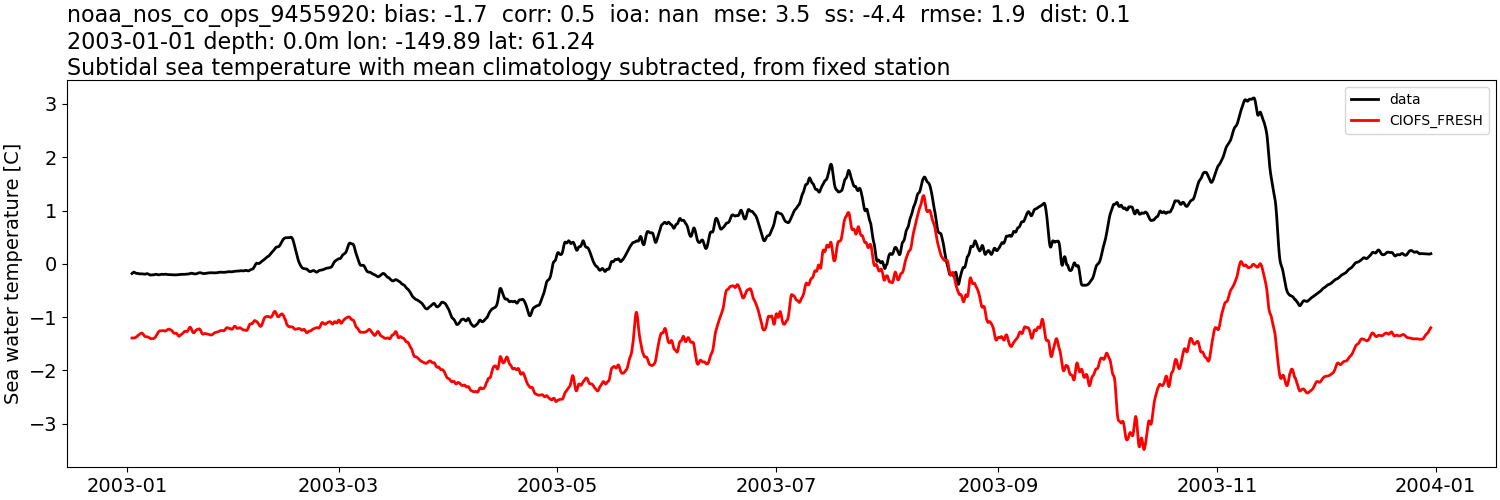 noaa_nos_co_ops_9455920: bias: -1.7 corr: 0.5 ioa: nan mse: 3.5 ss: -4.4 rmse: 1.9 dist: 0.1
2003-01-01 depth: 0.0m lon: -149.89 lat: 61.24
Subtidal sea temperature with mean climatology subtracted, from fixed station
data
CIOFS_FRESH
Sea water temperature [C]
3
2
1
0
−1
−2
−3
2003-01 2003-03 2003-05 2003-07 2003-09 2003-11 2004-01